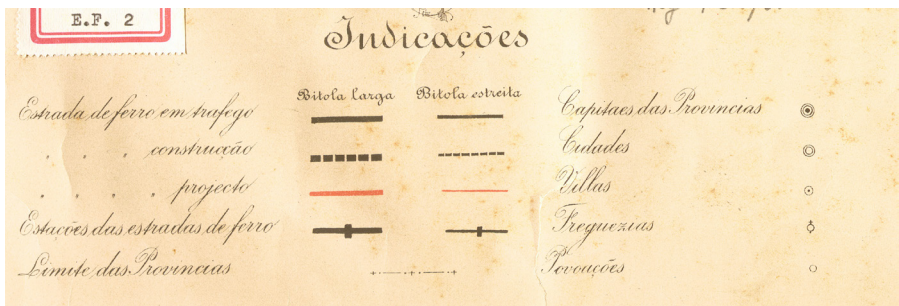 E.F. 2
Indicações
Bitola larga Bitola estreita
Estrada de ferro em trafego
" " " construcção
" " " " projecto
Estações das estradas de ferro
Limite das Provincias
Capitaes das Provincias
Cidades
Villas
Freguezias
Povoações